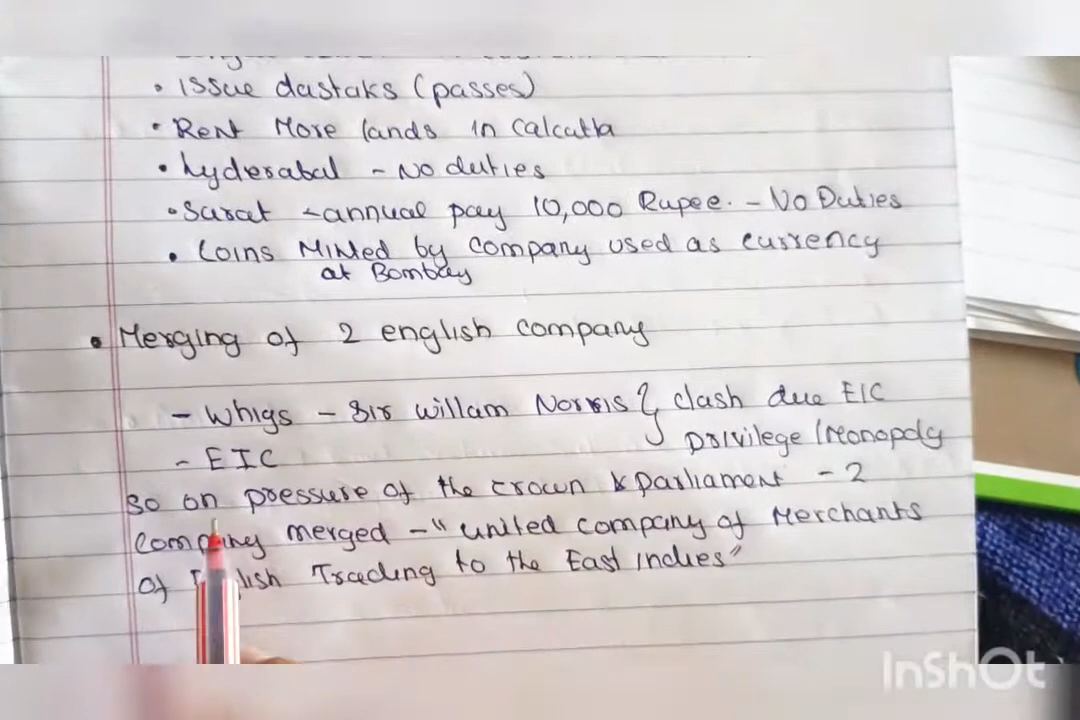 • Issue dastaks (passes)
• Rent More lands in Calcutta
• hyderabal - No duties
• Surat - annual pay 10,000 Rupee. - No Duties
• Coins Minted by Company used as currency
at Bombay
• Merging of 2 english company
- Whigs - Sir Willam Norris } clash due EIC
Privilege / Monopoly
- EIC
so on pressure of the crown & parliament - 2
company merged - "united company of Merchants
of English Trading to the East Indies"
InShOt